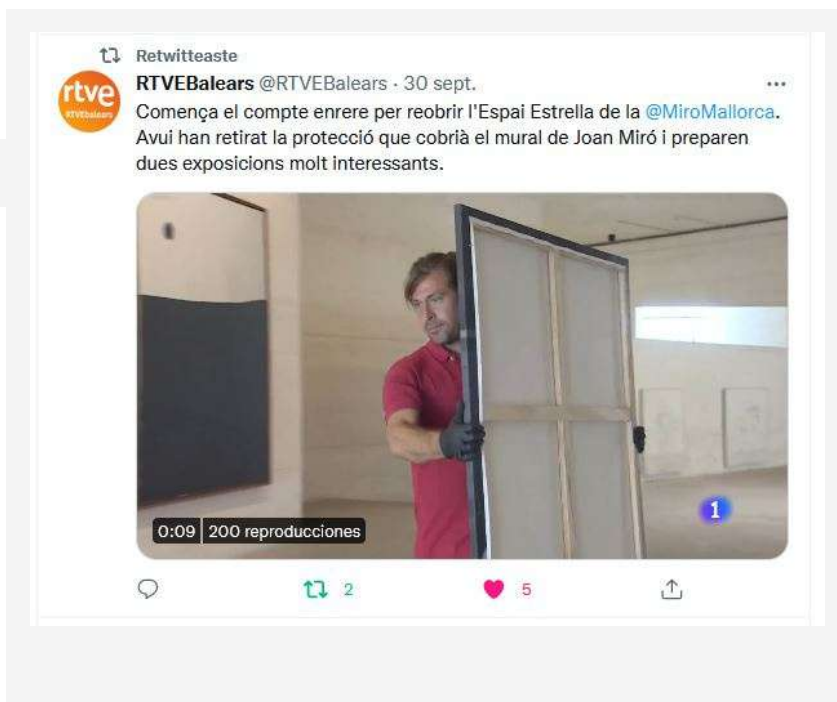 Retwitteaste
RTVEBalears @RTVEBalears · 30 sept.
Comença el compte enrere per reobrir l'Espai Estrella de la @MiroMallorca.
Avui han retirat la protecció que cobrià el mural de Joan Miró i preparen
dues exposicions molt interessants.
rtve
RTVEbalears
0:09 200 reproducciones
1
2
5